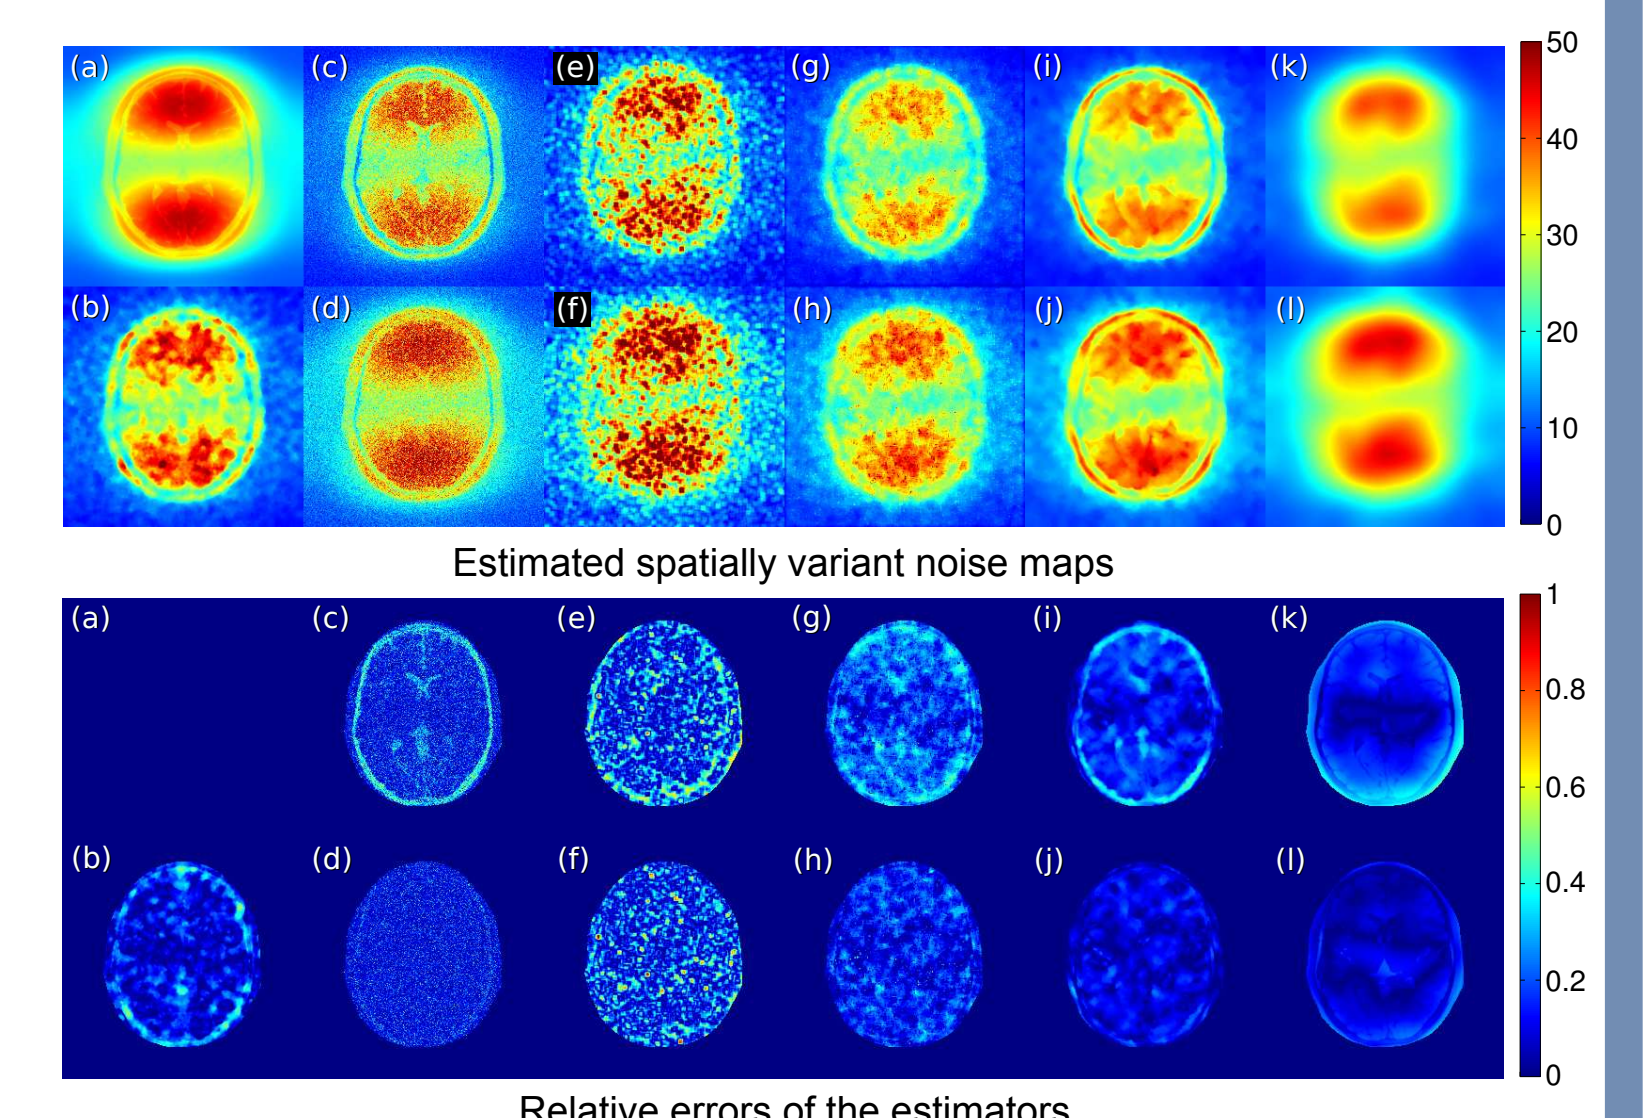 (a) (c) (e) (g) (i) (k)
50
40
30
(b) (d) (f) (h) (j) (l)
20
10
0
Estimated spatially variant noise maps
1
(a) (c) (e) (g) (i) (k)
0.8
0.6
(b) (d) (f) (h) (j) (l)
0.4
0.2
0
Relative errors of the estimators